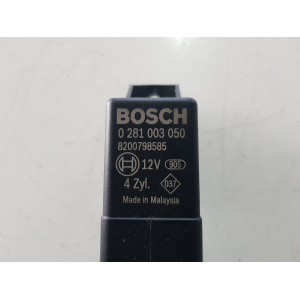 BOSCH
0 281 003 050
8200798585
12V 905
4 Zyl. 037
Made in Malaysia